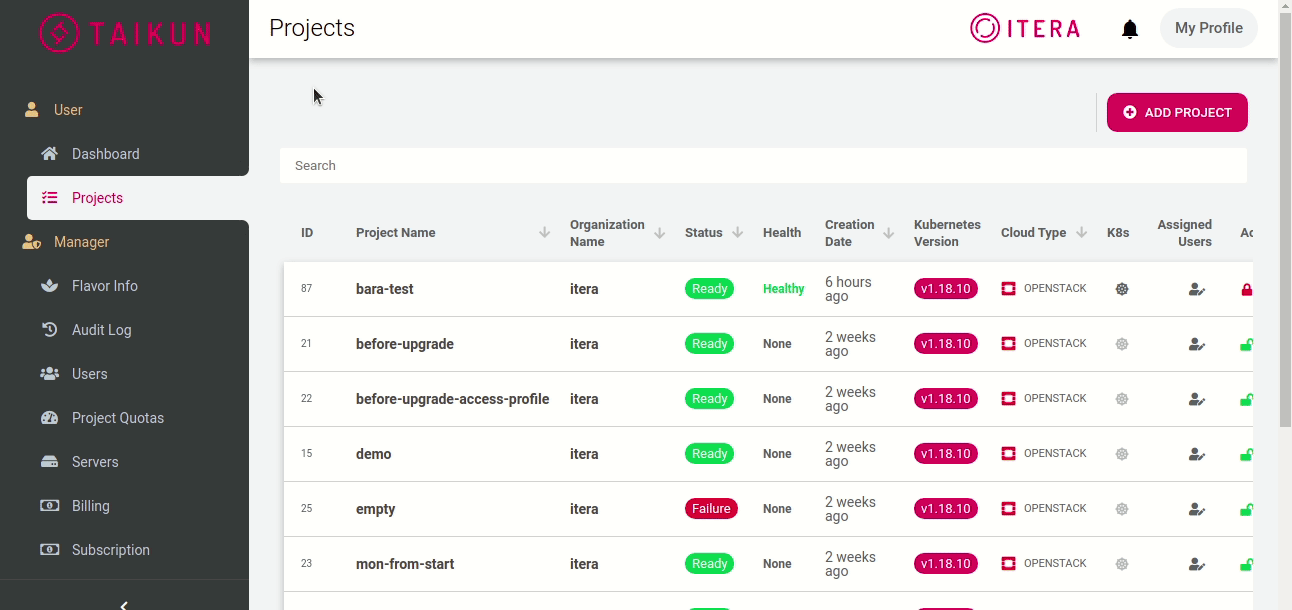 TAIKUN
Projects
ITERA
My Profile
User
Dashboard
Projects
Manager
Flavor Info
Audit Log
Users
Project Quotas
Servers
Billing
Subscription
ADD PROJECT
Search
ID Project Name Organization Name Status Health Creation Date Kubernetes Version Cloud Type K8s Assigned Users Ac
87 bara-test itera Ready Healthy 6 hours ago v1.18.10 OPENSTACK
21 before-upgrade itera Ready None 2 weeks ago v1.18.10 OPENSTACK
22 before-upgrade-access-profile itera Ready None 2 weeks ago v1.18.10 OPENSTACK
15 demo itera Ready None 2 weeks ago v1.18.10 OPENSTACK
25 empty itera Failure None 2 weeks ago v1.18.10 OPENSTACK
23 mon-from-start itera Ready None 2 weeks ago v1.18.10 OPENSTACK